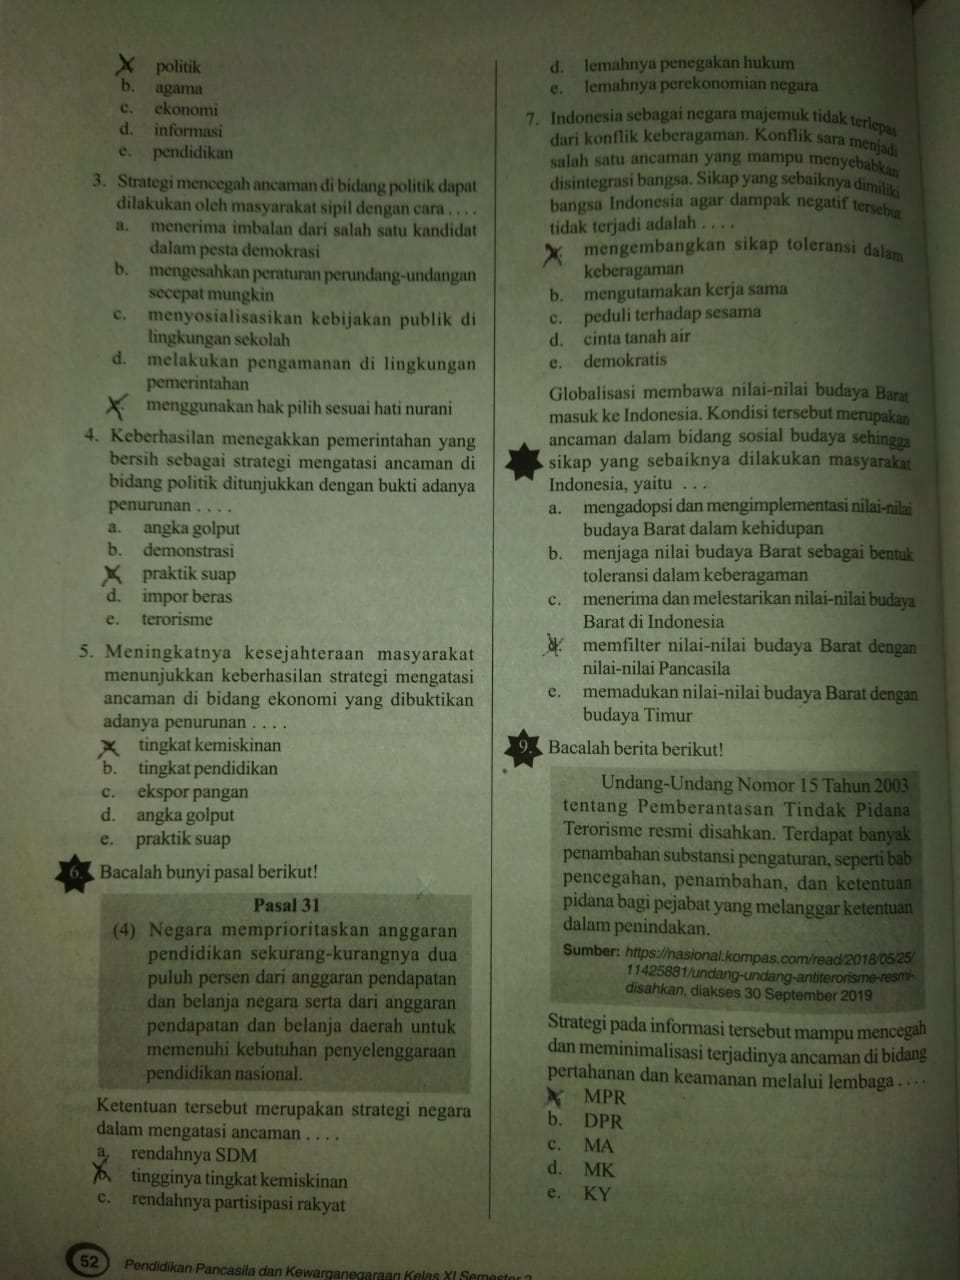 politik
b. agama
c. ekonomi
d. informasi
e. pendidikan
3. Strategi mencegah ancaman di bidang politik dapat
dilakukan oleh masyarakat sipil dengan cara . . . .
a. menerima imbalan dari salah satu kandidat
dalam pesta demokrasi
b. mengesahkan peraturan perundang-undangan
secepat mungkin
c. menyosialisasikan kebijakan publik di
lingkungan sekolah
d. melakukan pengamanan di lingkungan
pemerintahan
menggunakan hak pilih sesuai hati nurani
4. Keberhasilan menegakkan pemerintahan yang
bersih sebagai strategi mengatasi ancaman di
bidang politik ditunjukkan dengan bukti adanya
penurunan . . . .
a. angka golput
b. demonstrasi
praktik suap
d. impor beras
e. terorisme
5. Meningkatnya kesejahteraan masyarakat
menunjukkan keberhasilan strategi mengatasi
ancaman di bidang ekonomi yang dibuktikan
adanya penurunan . . . .
tingkat kemiskinan
b. tingkat pendidikan
c. ekspor pangan
d. angka golput
e. praktik suap
6. Bacalah bunyi pasal berikut!
Pasal 31
(4) Negara memprioritaskan anggaran
pendidikan sekurang-kurangnya dua
puluh persen dari anggaran pendapatan
dan belanja negara serta dari anggaran
pendapatan dan belanja daerah untuk
memenuhi kebutuhan penyelenggaraan
pendidikan nasional.
Ketentuan tersebut merupakan strategi negara
dalam mengatasi ancaman . . . .
a. rendahnya SDM
b. tingginya tingkat kemiskinan
c. rendahnya partisipasi rakyat
d. lemahnya penegakan hukum
e. lemahnya perekonomian negara
7. Indonesia sebagai negara majemuk tidak terlepas
dari konflik keberagaman. Konflik sara menjadi
salah satu ancaman yang mampu menyebabkan
disintegrasi bangsa. Sikap yang sebaiknya dimiliki
bangsa Indonesia agar dampak negatif tersebut
tidak terjadi adalah . . . .
mengembangkan sikap toleransi dalam
keberagaman
b. mengutamakan kerja sama
c. peduli terhadap sesama
d. cinta tanah air
e. demokratis
Globalisasi membawa nilai-nilai budaya Barat
masuk ke Indonesia. Kondisi tersebut merupakan
ancaman dalam bidang sosial budaya sehingga
sikap yang sebaiknya dilakukan masyarakat
Indonesia, yaitu . . .
a. mengadopsi dan mengimplementasi nilai-nilai
budaya Barat dalam kehidupan
b. menjaga nilai budaya Barat sebagai bentuk
toleransi dalam keberagaman
c. menerima dan melestarikan nilai-nilai budaya
Barat di Indonesia
d. memfilter nilai-nilai budaya Barat dengan
nilai-nilai Pancasila
e. memadukan nilai-nilai budaya Barat dengan
budaya Timur
9. Bacalah berita berikut!
Undang-Undang Nomor 15 Tahun 2003
tentang Pemberantasan Tindak Pidana
Terorisme resmi disahkan. Terdapat banyak
penambahan substansi pengaturan, seperti bab
pencegahan, penambahan, dan ketentuan
pidana bagi pejabat yang melanggar ketentuan
dalam penindakan.
Sumber: https://nasional.kompas.com/read/2018/05/25/
11425881/undang-undang-antiterorisme-resmi-
disahkan, diakses 30 September 2019
Strategi pada informasi tersebut mampu mencegah
dan meminimalisasi terjadinya ancaman di bidang
pertahanan dan keamanan melalui lembaga . . . .
MPR
b. DPR
c. MA
d. MK
e. KY
52 Pendidikan Pancasila dan Kewarganegaraan Kelas XI Semester 2